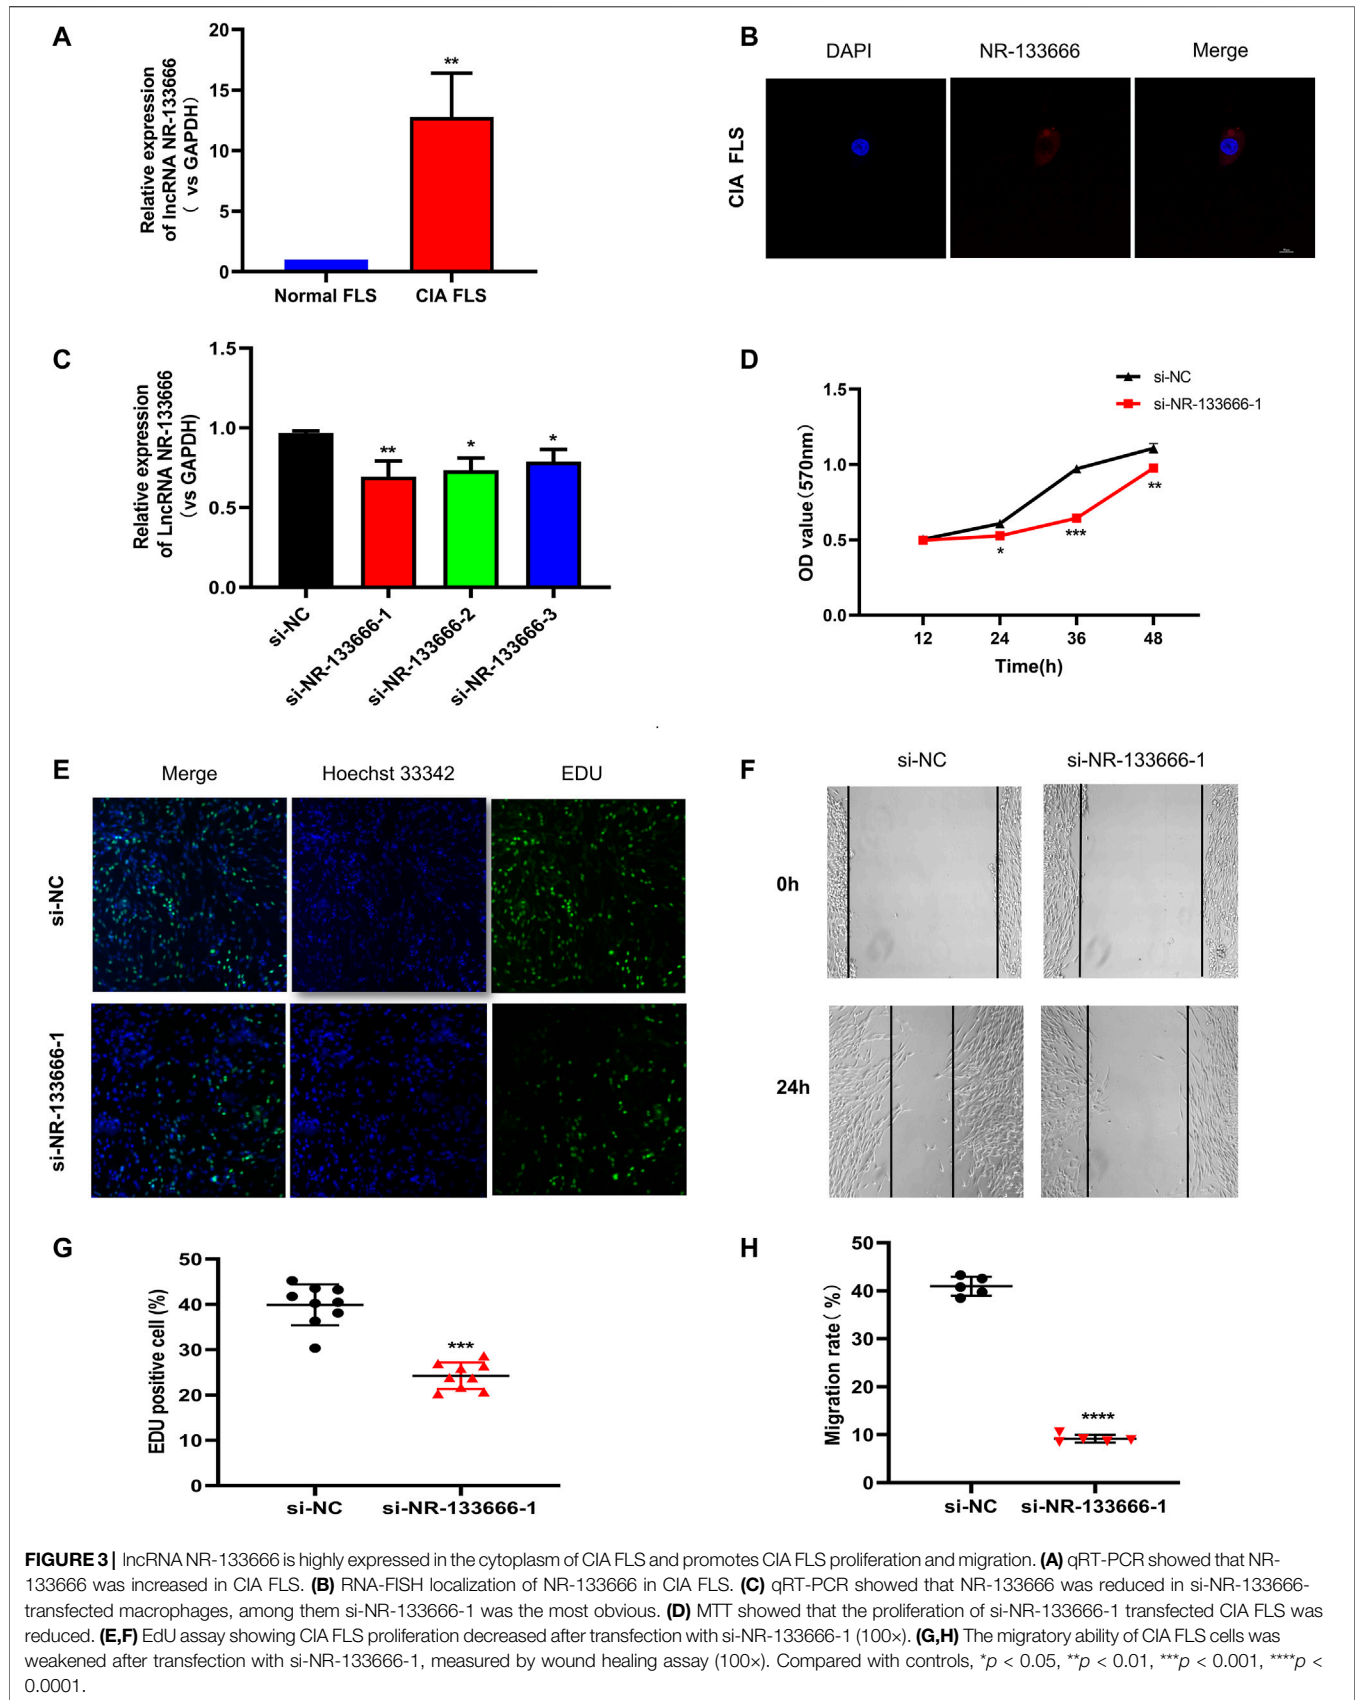 A
Relative expression
of lncRNA NR-133666
( vs GAPDH)
20
15
10
5
0
**
Normal FLS
CIA FLS
B
DAPI
NR-133666
Merge
CIA FLS
C
Relative expression
of LncRNA NR-133666
(vs GAPDH)
1.5
1.0
0.5
0.0
**
*
*
si-NC
si-NR-133666-1
si-NR-133666-2
si-NR-133666-3
D
si-NC
si-NR-133666-1
OD value(570nm)
1.5
1.0
0.5
0.0
*
***
**
12
24
36
48
Time(h)
E
Merge
Hoechst 33342
EDU
si-NC
si-NR-133666-1
F
si-NC
si-NR-133666-1
0h
24h
G
EDU positive cell (%)
50
40
30
20
10
0
***
si-NC
si-NR-133666-1
H
Migration rate( %)
50
40
30
20
10
0
****
si-NC
si-NR-133666-1
FIGURE 3 | lncRNA NR-133666 is highly expressed in the cytoplasm of CIA FLS and promotes CIA FLS proliferation and migration. (A) qRT-PCR showed that NR-
133666 was increased in CIA FLS. (B) RNA-FISH localization of NR-133666 in CIA FLS. (C) qRT-PCR showed that NR-133666 was reduced in si-NR-133666-
transfected macrophages, among them si-NR-133666-1 was the most obvious. (D) MTT showed that the proliferation of si-NR-133666-1 transfected CIA FLS was
reduced. (E,F) EdU assay showing CIA FLS proliferation decreased after transfection with si-NR-133666-1 (100×). (G,H) The migratory ability of CIA FLS cells was
weakened after transfection with si-NR-133666-1, measured by wound healing assay (100×). Compared with controls, *p < 0.05, **p < 0.01, ***p < 0.001, ****p <
0.0001.